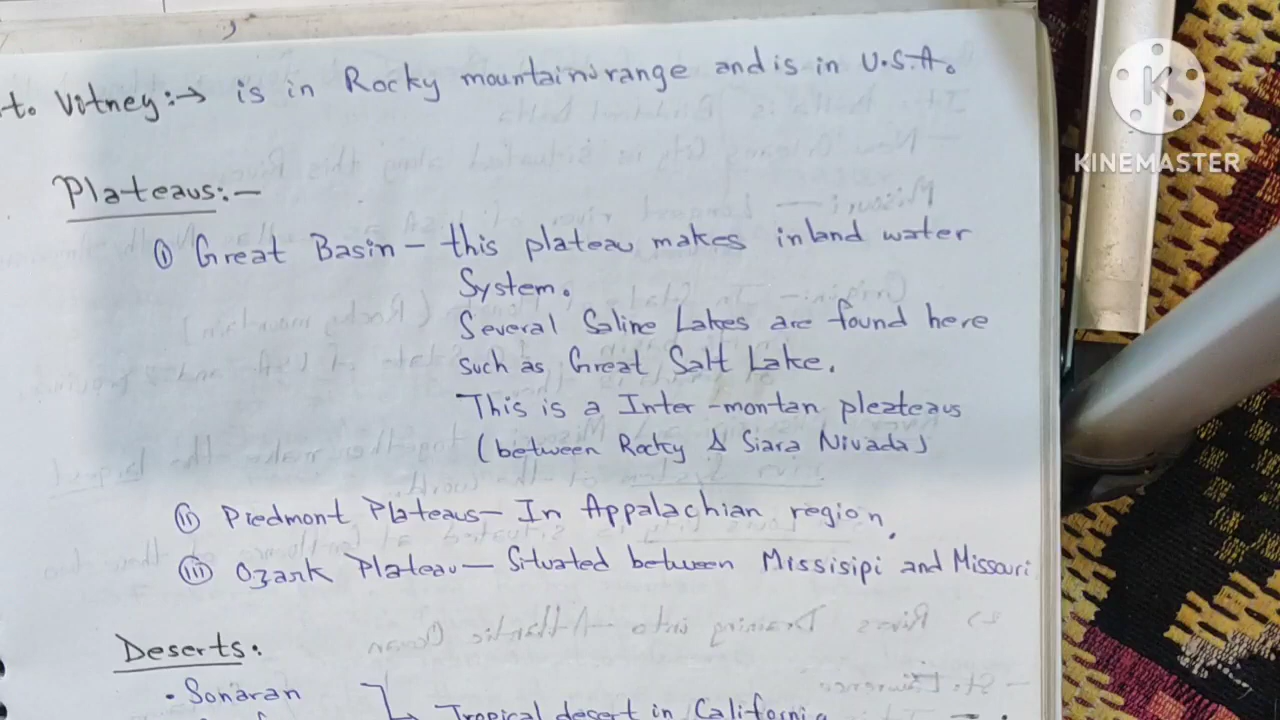 to Vitney:→ is in Rocky mountains range and is in U.S.A.
KINEMASTER
Plateaus:-
(i) Great Basin - this plateau makes inland water
System.
Several Saline Lakes are found here
such as Great Salt Lake.
This is a Inter-montan pleateaus
(between Rocky & Siara Nivada)
(ii) Piedmont Plateaus- In Appalachian region.
(iii) Ozark Plateau- Situated between Missisipi and Missouri
Deserts:
• Sonaran
Tropical desert in California